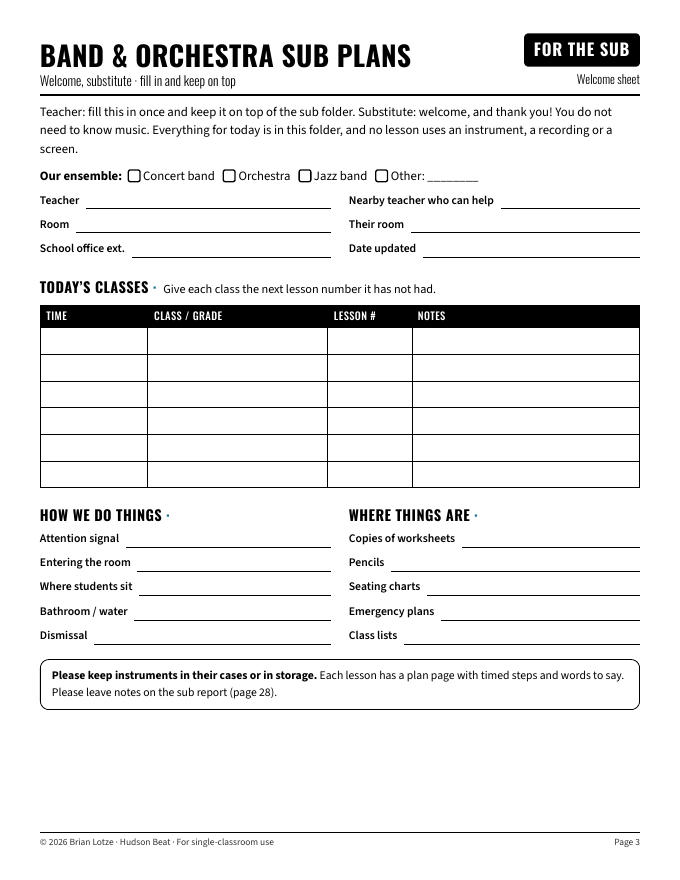 BAND & ORCHESTRA SUB PLANS
FOR THE SUB
Welcome, substitute · fill in and keep on top
Welcome sheet
Teacher: fill this in once and keep it on top of the sub folder. Substitute: welcome, and thank you! You do not
need to know music. Everything for today is in this folder, and no lesson uses an instrument, a recording or a
screen.
Our ensemble: Concert band Orchestra Jazz band Other: ________
Teacher
Nearby teacher who can help
Room
Their room
School office ext.
Date updated
TODAY'S CLASSES · Give each class the next lesson number it has not had.
TIME CLASS / GRADE LESSON # NOTES
HOW WE DO THINGS ·
Attention signal
Entering the room
Where students sit
Bathroom / water
Dismissal
WHERE THINGS ARE ·
Copies of worksheets
Pencils
Seating charts
Emergency plans
Class lists
Please keep instruments in their cases or in storage. Each lesson has a plan page with timed steps and words to say.
Please leave notes on the sub report (page 28).
© 2026 Brian Lotze · Hudson Beat · For single-classroom use
Page 3